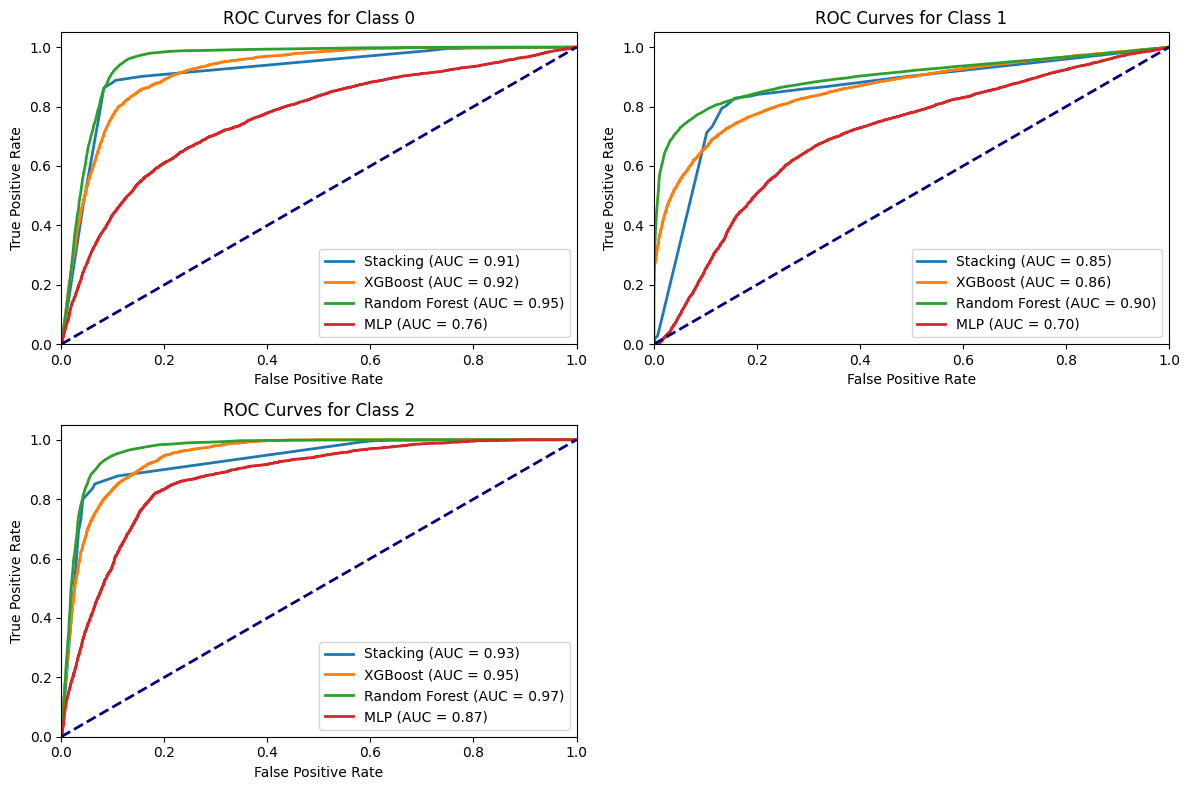 ROC Curves for Class 0
True Positive Rate
1.0
0.8
0.6
0.4
0.2
0.0
Stacking (AUC = 0.91)
XGBoost (AUC = 0.92)
Random Forest (AUC = 0.95)
MLP (AUC = 0.76)
0.0 0.2 0.4 0.6 0.8 1.0
False Positive Rate
ROC Curves for Class 1
True Positive Rate
1.0
0.8
0.6
0.4
0.2
0.0
Stacking (AUC = 0.85)
XGBoost (AUC = 0.86)
Random Forest (AUC = 0.90)
MLP (AUC = 0.70)
0.0 0.2 0.4 0.6 0.8 1.0
False Positive Rate
ROC Curves for Class 2
True Positive Rate
1.0
0.8
0.6
0.4
0.2
0.0
Stacking (AUC = 0.93)
XGBoost (AUC = 0.95)
Random Forest (AUC = 0.97)
MLP (AUC = 0.87)
0.0 0.2 0.4 0.6 0.8 1.0
False Positive Rate